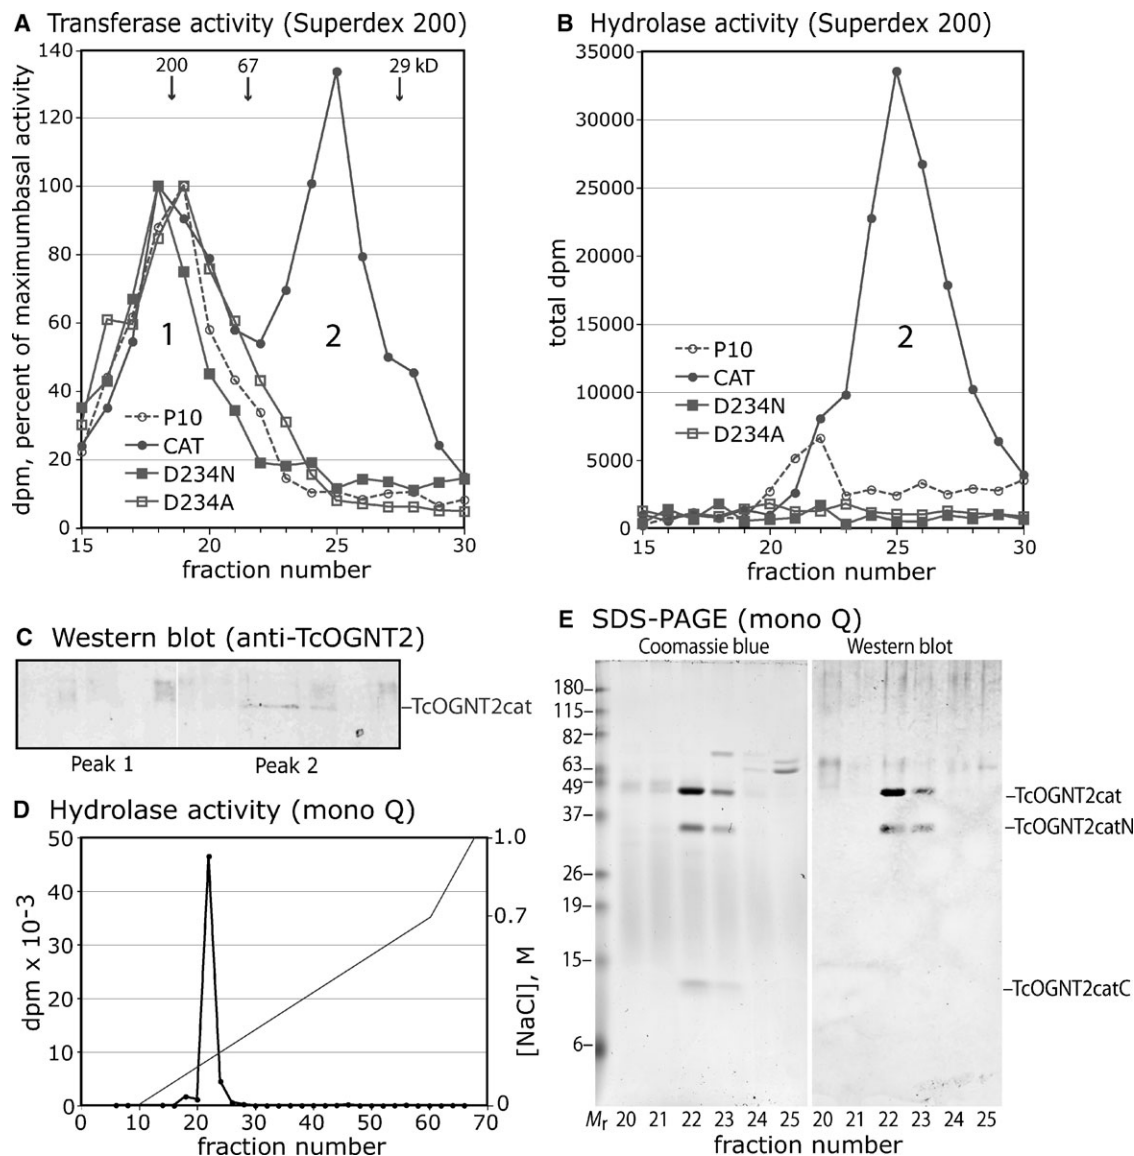 A Transferase activity (Superdex 200)
dpm, percent of maximumbasal activity
140
120
100
80
60
40
20
0
200 67 29 kD
1 2
P10
CAT
D234N
D234A
15 20 25 30
fraction number
B Hydrolase activity (Superdex 200)
total dpm
35000
30000
35000
15000
10000
5000
0
2
P10
CAT
D234N
D234A
15 20 25 30
fraction number
C Western blot (anti-TcOGNT2)
–TcOGNT2cat
Peak 1 Peak 2
D Hydrolase activity (mono Q)
dpm x 10-3
50
40
30
20
10
0
1.0
0.7
0
[NaCl], M
0 10 20 30 40 50 60 70
fraction number
E SDS-PAGE (mono Q)
Coomassie blue Western blot
180–
115–
82–
63–
49–
37–
26–
19–
15–
6–
–TcOGNT2cat
–TcOGNT2catN
–TcOGNT2catC
Mr 20 21 22 23 24 25 20 21 22 23 24 25
fraction number